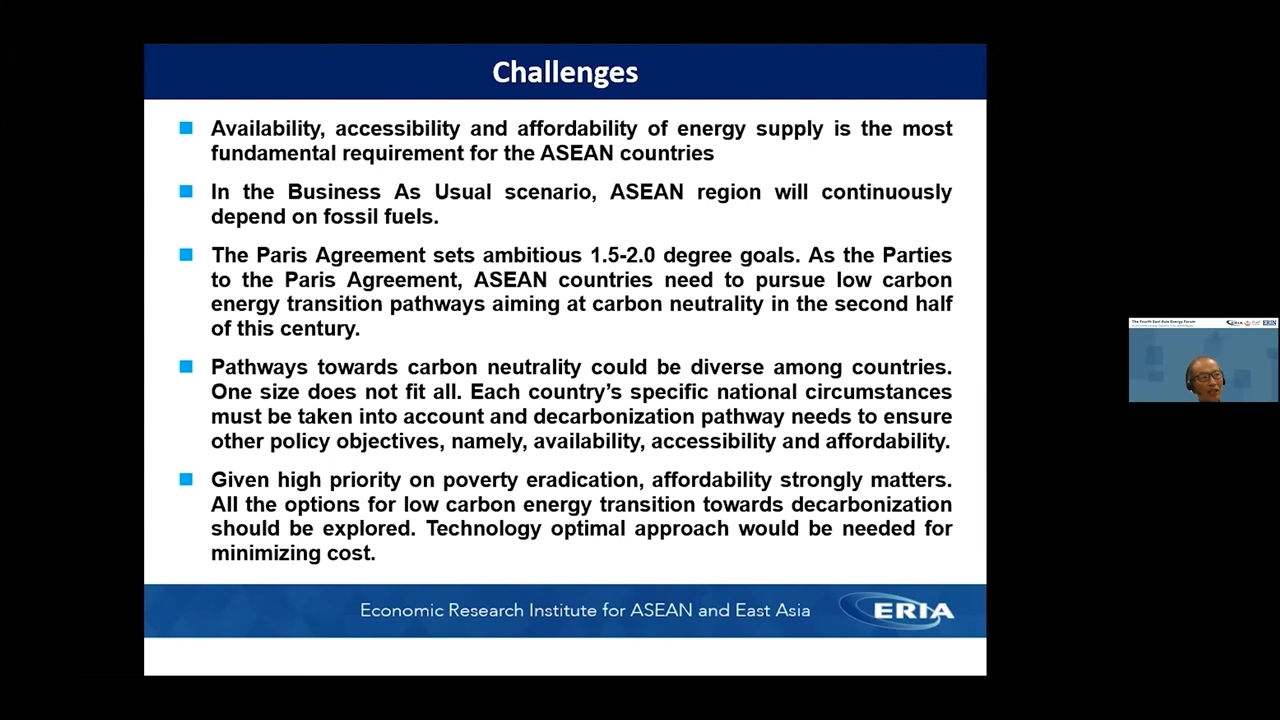 Challenges
Availability, accessibility and affordability of energy supply is the most
fundamental requirement for the ASEAN countries
In the Business As Usual scenario, ASEAN region will continuously
depend on fossil fuels.
The Paris Agreement sets ambitious 1.5-2.0 degree goals. As the Parties
to the Paris Agreement, ASEAN countries need to pursue low carbon
energy transition pathways aiming at carbon neutrality in the second half
of this century.
Pathways towards carbon neutrality could be diverse among countries.
One size does not fit all. Each country’s specific national circumstances
must be taken into account and decarbonization pathway needs to ensure
other policy objectives, namely, availability, accessibility and affordability.
Given high priority on poverty eradication, affordability strongly matters.
All the options for low carbon energy transition towards decarbonization
should be explored. Technology optimal approach would be needed for
minimizing cost.
Economic Research Institute for ASEAN and East Asia
ERIA
The Fourth East Asia Energy Forum
ERIA